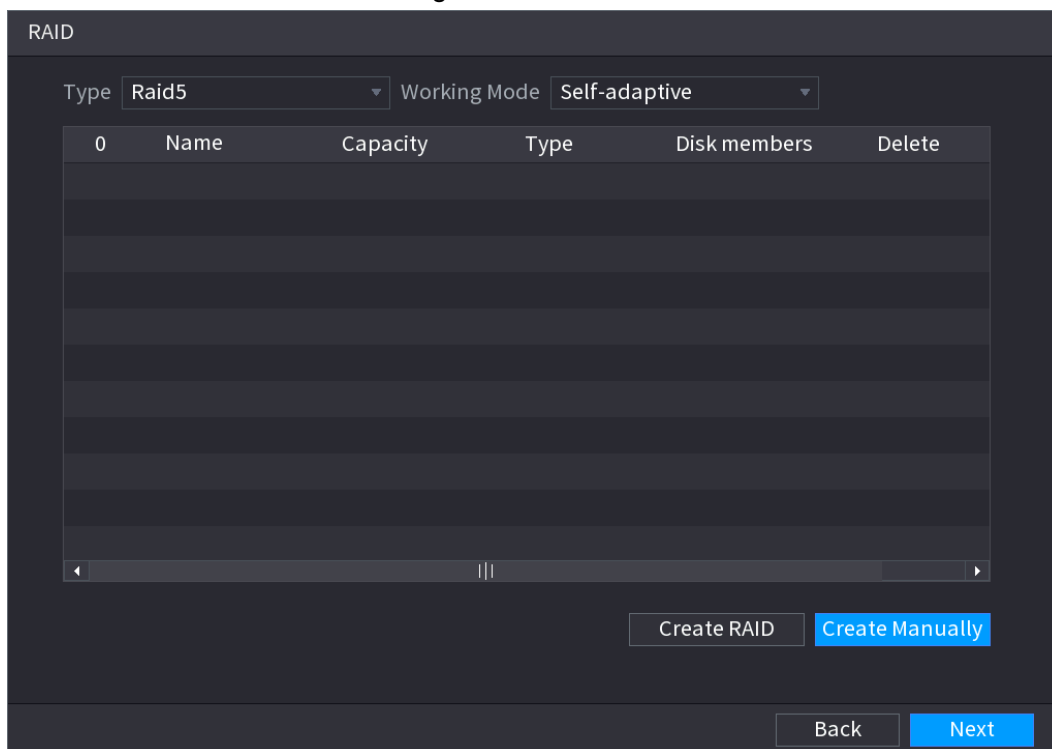 RAID
Type Raid5 Working Mode Self-adaptive
0 Name Capacity Type Disk members Delete
Create RAID Create Manually
Back Next